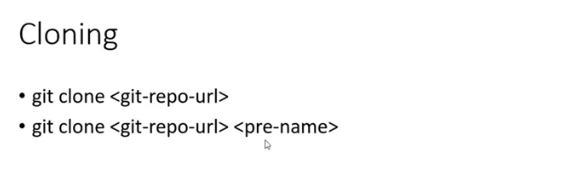 Cloning
• git clone <git-repo-url>
• git clone <git-repo-url> <pre-name>